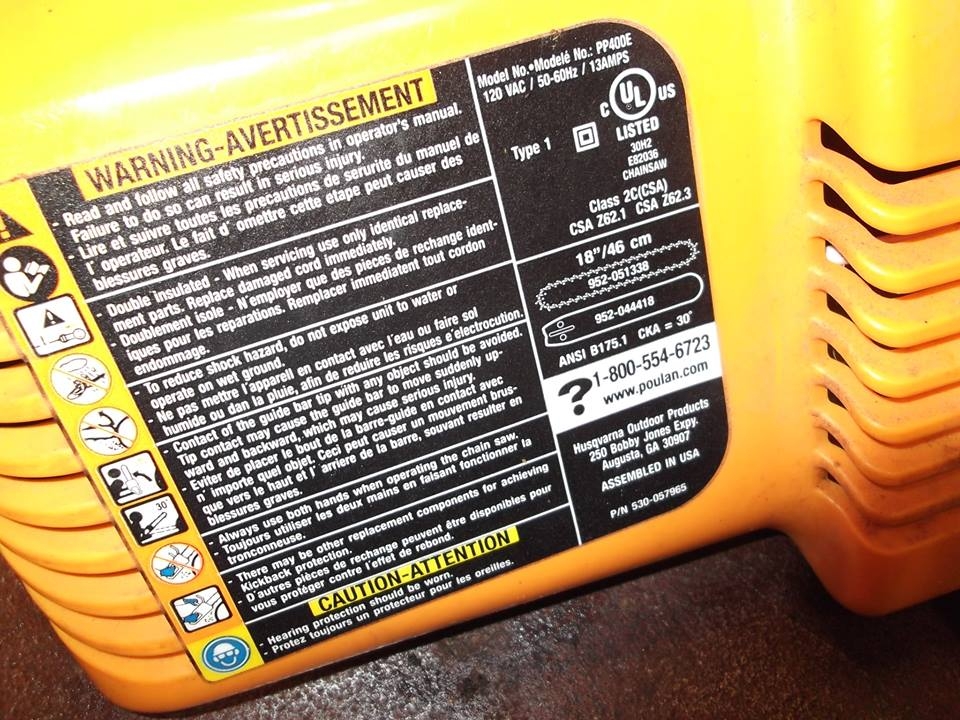 WARNING-AVERTISSEMENT
- Read and follow all safety precautions in operator's manual.
Failure to do so can result in serious injury.
- Lire et suivire toutes les precautions de serurite du manuel de
l' operateur. Le fait d' omettre cette etape peut causer des
blessures graves.
- Double insulated - When servicing use only identical replace-
ment parts. Replace damaged cord immediately.
Doublement isole - N'employer que des pieces de rechange ident-
iques pour les reparations. Remplacer immediatent tout cordon
endommage.
- To reduce shock hazard, do not expose unit to water or
operate on wet ground.
Ne pas mettre l'appareil en contact avec l'eau ou faire sol
humide ou dan la pluie, afin de reduire les risques é'electrocution.
- Contact of the guide bar tip with any object should be avoided.
Tip contact may cause the guide bar to move suddenly up-
ward and backward, which may cause serious injury.
- Eviter de placer le bout de la barre-guide en contact avec
n' importe quel objet. Ceci peut causer un mouvement brus-
que vers le haut et l' arriere de la barre, souvant resulter en
blessures graves.
- Always use both hands when operating the chain saw.
- Toujours utiliser les deux mains en faisant fonctionner la
tronconneuse.
- There may be other replacement components for achieving
Kickback protection.
- D'autres pièces de rechange peuvent être disponibles pour
vous protéger contre l'effet de rebond.
CAUTION-ATTENTION
- Hearing protection should be worn.
- Protez toujours un protecteur pour les oreilles.
30°
Model No.•Modelé No.: PP400E
120 VAC / 50-60Hz / 13AMPS
Type 1
C UL US
LISTED
30H2
E82036
CHAINSAW
Class 2C(CSA)
CSA Z62.1 CSA Z62.3
18"/46 cm
952-051338
952-044418
ANSI B175.1 CKA = 30°
? 1-800-554-6723
www.poulan.com
Husqvarna Outdoor Products
250 Bobby Jones Expy.
Augusta, GA 30907
ASSEMBLED IN USA
P/N 530-057965